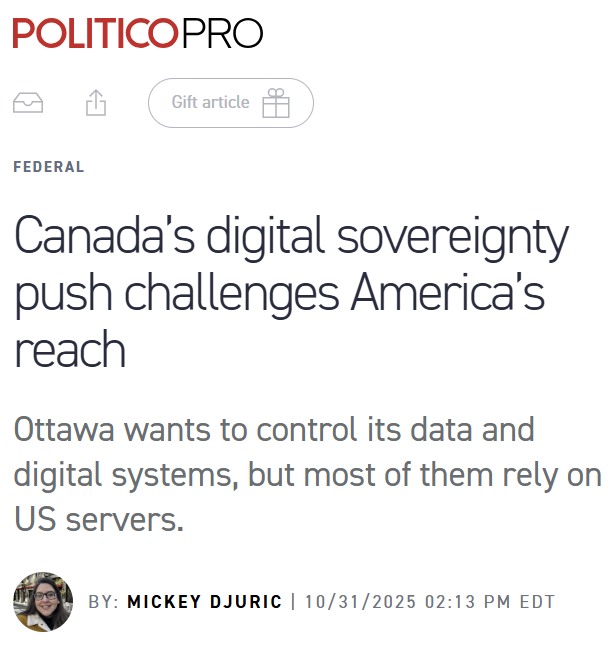 POLITICOPRO
Gift article
FEDERAL
Canada’s digital sovereignty
push challenges America’s
reach
Ottawa wants to control its data and
digital systems, but most of them rely on
US servers.
BY: MICKEY DJURIC | 10/31/2025 02:13 PM EDT